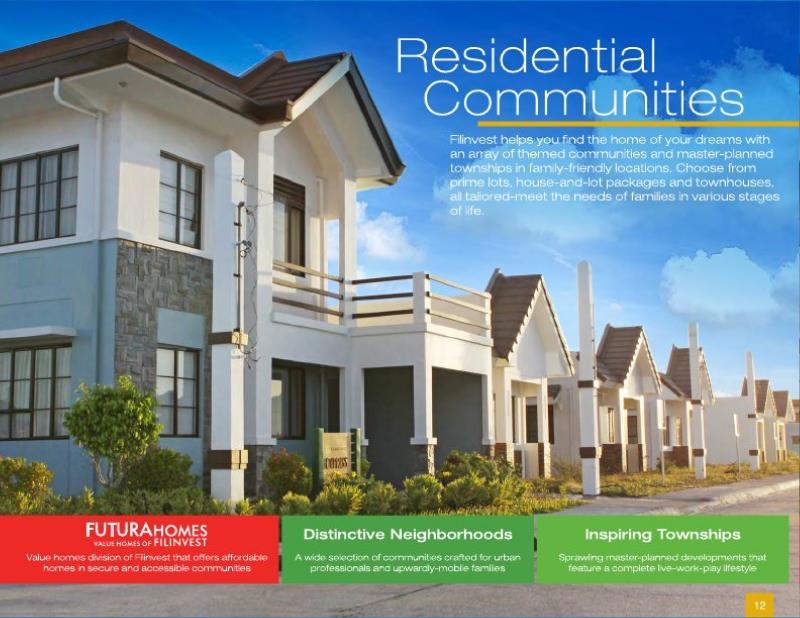 Residential
Communities
Filinvest helps you find the home of your dreams with
an array of themed communities and master-planned
townships in family-friendly locations. Choose from
prime lots, house-and-lot packages and townhouses,
all tailored-meet the needs of families in various stages
of life.
FUTURAHOMES
VALUE HOMES OF FILINVEST
Value homes division of Filinvest that offers affordable
homes in secure and accessible communities
Distinctive Neighborhoods
A wide selection of communities crafted for urban
professionals and upwardly-mobile families
Inspiring Townships
Sprawling master-planned developments that
feature a complete live-work-play lifestyle
12